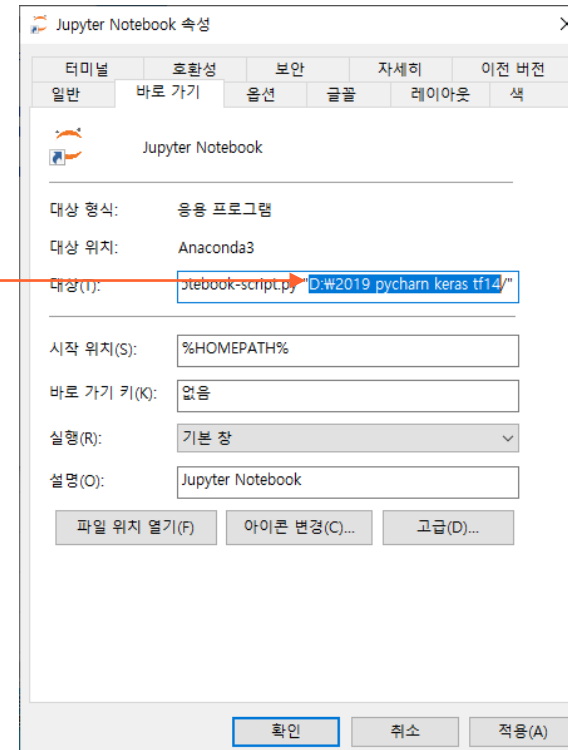 Jupyter Notebook 속성
터미널 호환성 보안 자세히 이전 버전
일반 바로 가기 옵션 글꼴 레이아웃 색
Jupyter Notebook
대상 형식: 응용 프로그램
대상 위치: Anaconda3
대상(T): otebook-script.py "D:₩2019 pycharn keras tf14/"
시작 위치(S): %HOMEPATH%
바로 가기 키(K): 없음
실행(R): 기본 창
설명(O): Jupyter Notebook
파일 위치 열기(F) 아이콘 변경(C)... 고급(D)...
확인 취소 적용(A)